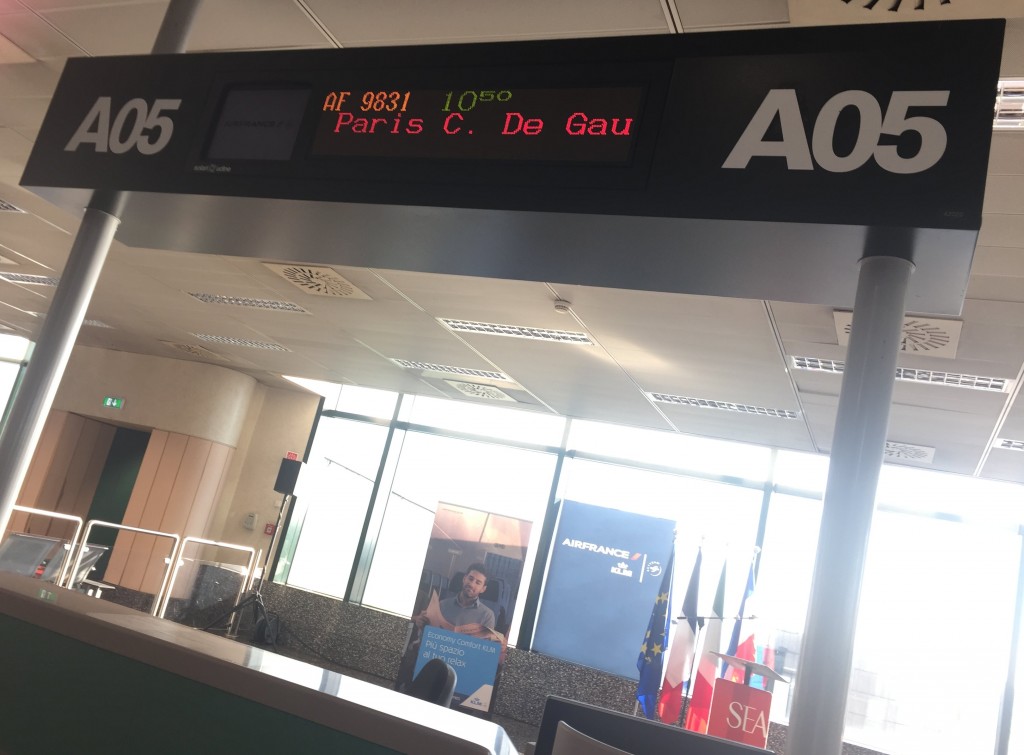 A05
AF 9831 10⁵⁰
Paris C. De Gau
A05
AIRFRANCE
KLM
Economy Comfort KLM
Più spazio
al tuo relax
KLM
SEA